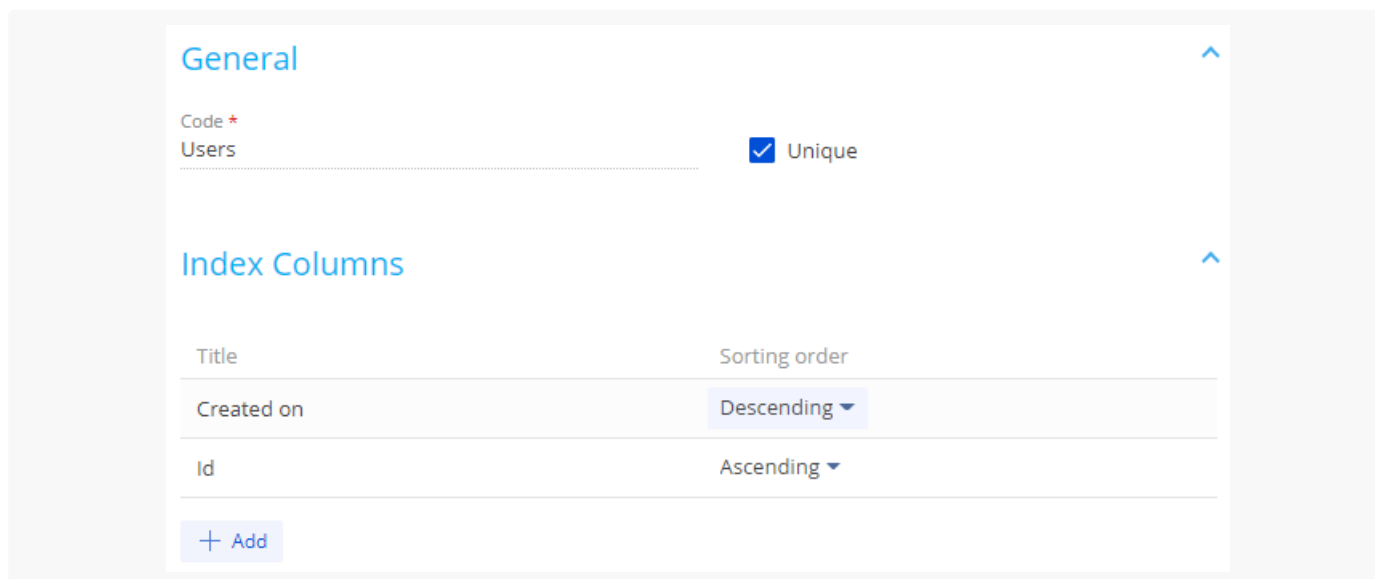 General
Code *
Users
Unique
Index Columns
Title Sorting order
Created on Descending
Id Ascending
+ Add